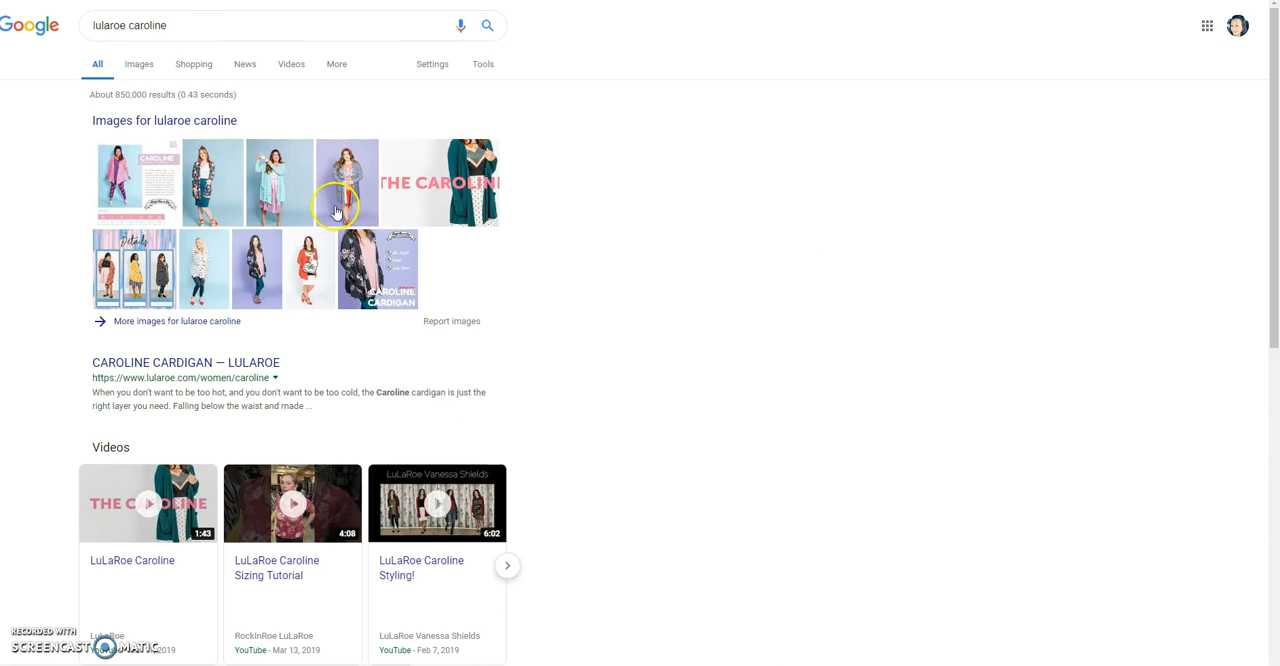 Google
lularoe caroline
All Images Shopping News Videos More Settings Tools
About 850,000 results (0.43 seconds)
Images for lularoe caroline
CAROLINE
THE CAROLINE
Details
CAROLINE
CARDIGAN
More images for lularoe caroline
Report images
CAROLINE CARDIGAN — LULAROE
https://www.lularoe.com/women/caroline
When you don't want to be too hot, and you don't want to be too cold, the Caroline cardigan is just the
right layer you need. Falling below the waist and made ...
Videos
THE CAROLINE
1:43
4:08
LuLaRoe Vanessa Shields
6:02
LuLaRoe Caroline
LuLaRoe Caroline
Sizing Tutorial
LuLaRoe Caroline
Styling!
LuLaRoe
RockInRoe LuLaRoe
YouTube - Mar 13, 2019
LuLaRoe Vanessa Shields
YouTube - Feb 7, 2019
RECORDED WITH
SCREENCAST MATIC
2019